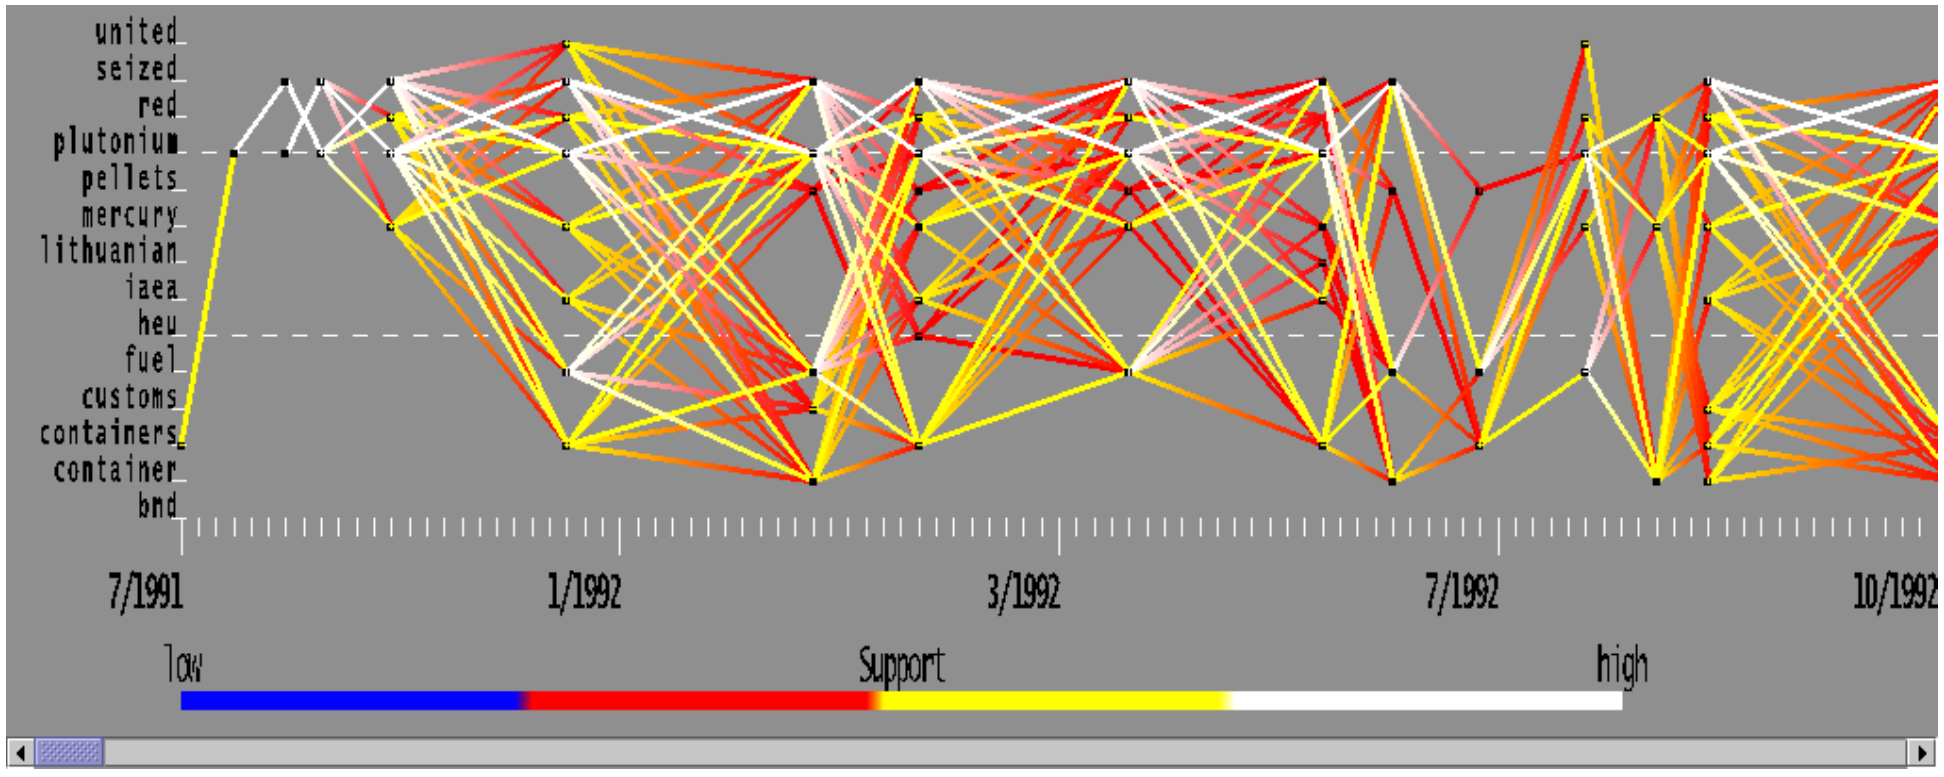 united
seized
red
plutonium
pellets
mercury
lithuanian
iaea
heu
fuel
customs
containers
container
bmd
7/1991 1/1992 3/1992 7/1992 10/1992
low Support high